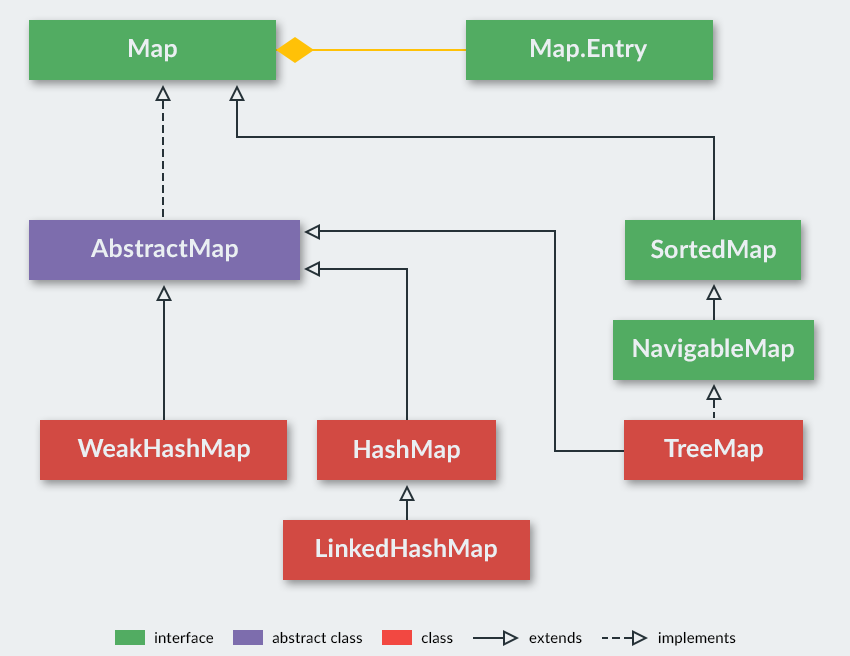 Map
Map.Entry
AbstractMap
SortedMap
NavigableMap
WeakHashMap
HashMap
TreeMap
LinkedHashMap
interface
abstract class
class
extends
implements